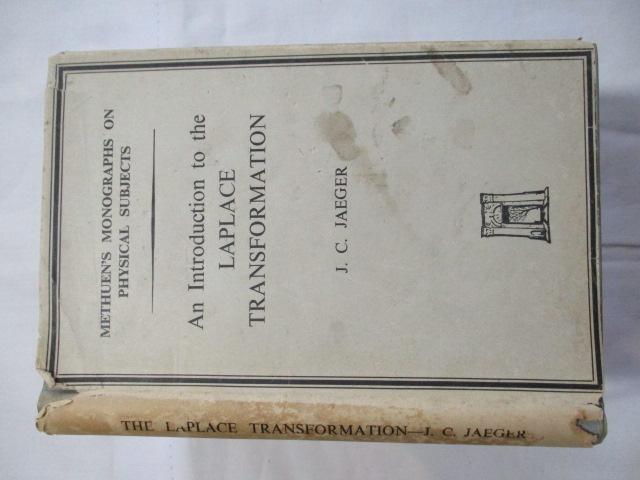 METHUEN'S MONOGRAPHS ON
PHYSICAL SUBJECTS
An Introduction to the
LAPLACE
TRANSFORMATION
J. C. JAEGER
THE LAPLACE TRANSFORMATION—J. C. JAEGER